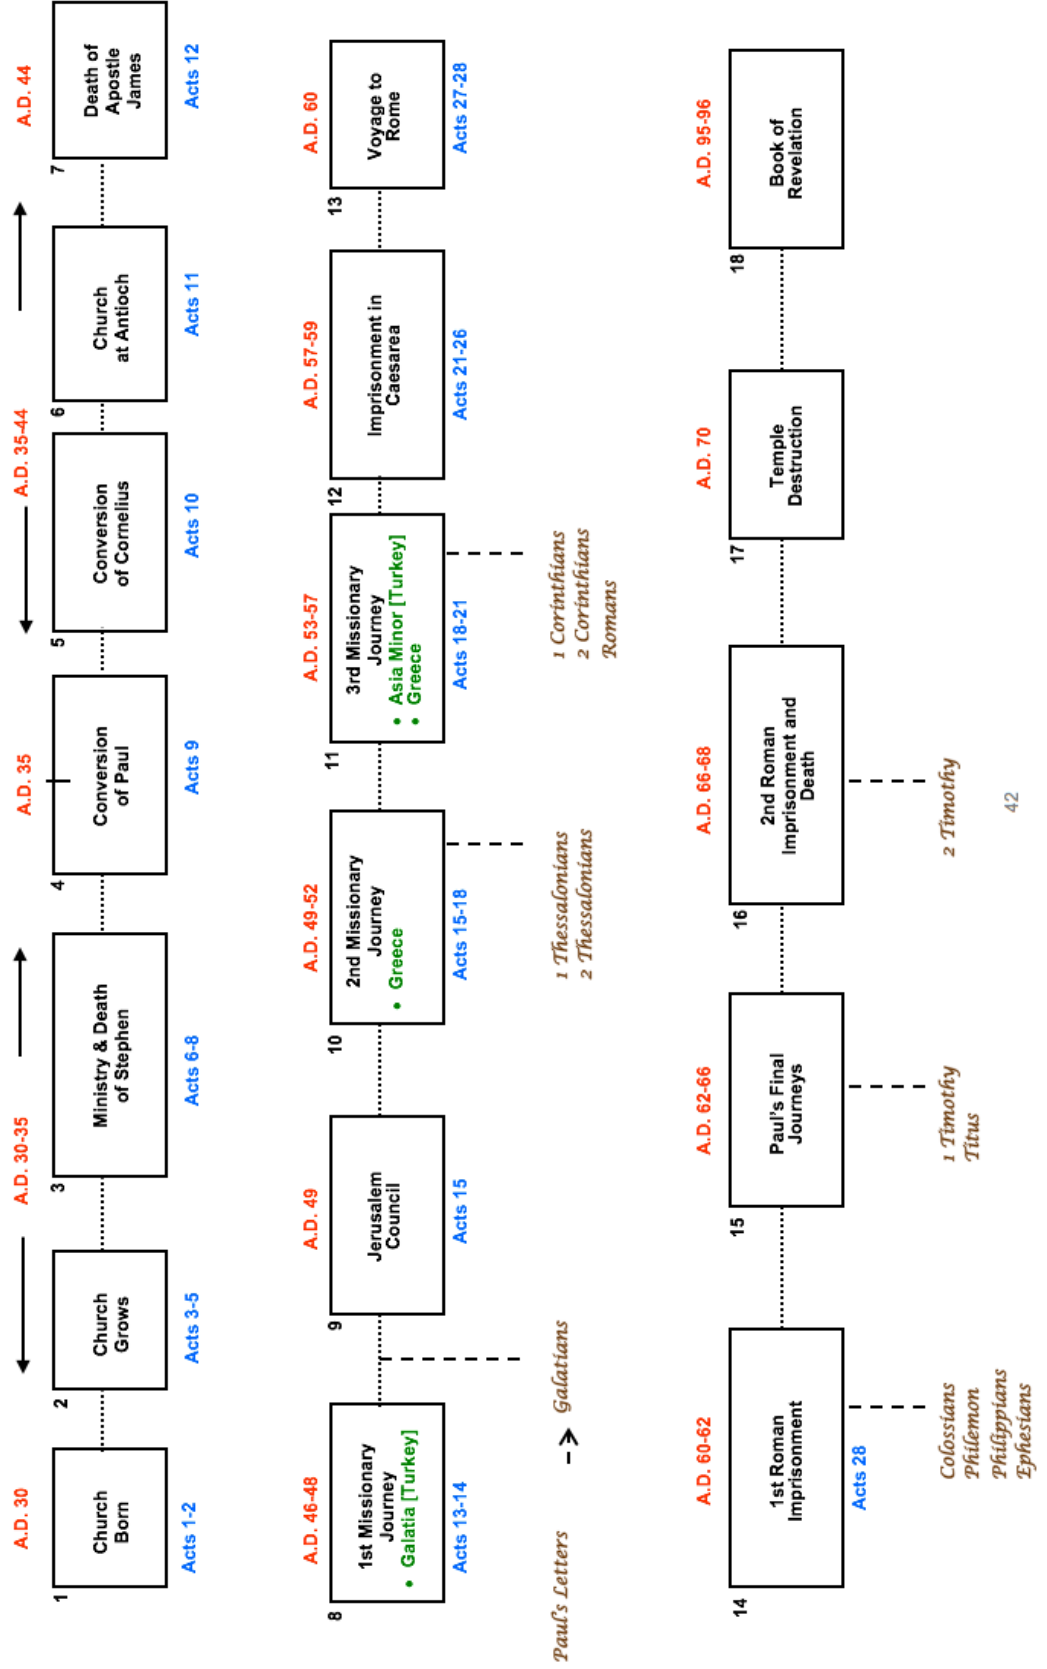 A.D. 30
A.D. 30-35
A.D. 35
A.D. 35-44
A.D. 44
1
Church
Born
Acts 1-2
2
Church
Grows
Acts 3-5
3
Ministry & Death
of Stephen
Acts 6-8
4
Conversion
of Paul
Acts 9
5
Conversion
of Cornelius
Acts 10
6
Church
at Antioch
Acts 11
7
Death of
Apostle
James
Acts 12
A.D. 46-48
8
1st Missionary
Journey
• Galatia [Turkey]
Acts 13-14
A.D. 49
9
Jerusalem
Council
Acts 15
A.D. 49-52
10
2nd Missionary
Journey
• Greece
Acts 15-18
A.D. 53-57
11
3rd Missionary
Journey
• Asia Minor [Turkey]
• Greece
Acts 18-21
A.D. 57-59
12
Imprisonment in
Caesarea
Acts 21-26
A.D. 60
13
Voyage to
Rome
Acts 27-28
Paul's Letters
Galatians
1 Thessalonians
2 Thessalonians
1 Corinthians
2 Corinthians
Romans
A.D. 60-62
14
1st Roman
Imprisonment
Acts 28
Colossians
Philemon
Philippians
Ephesians
A.D. 62-66
15
Paul's Final
Journeys
1 Timothy
Titus
A.D. 66-68
16
2nd Roman
Imprisonment and
Death
2 Timothy
A.D. 70
17
Temple
Destruction
A.D. 95-96
18
Book of
Revelation
42